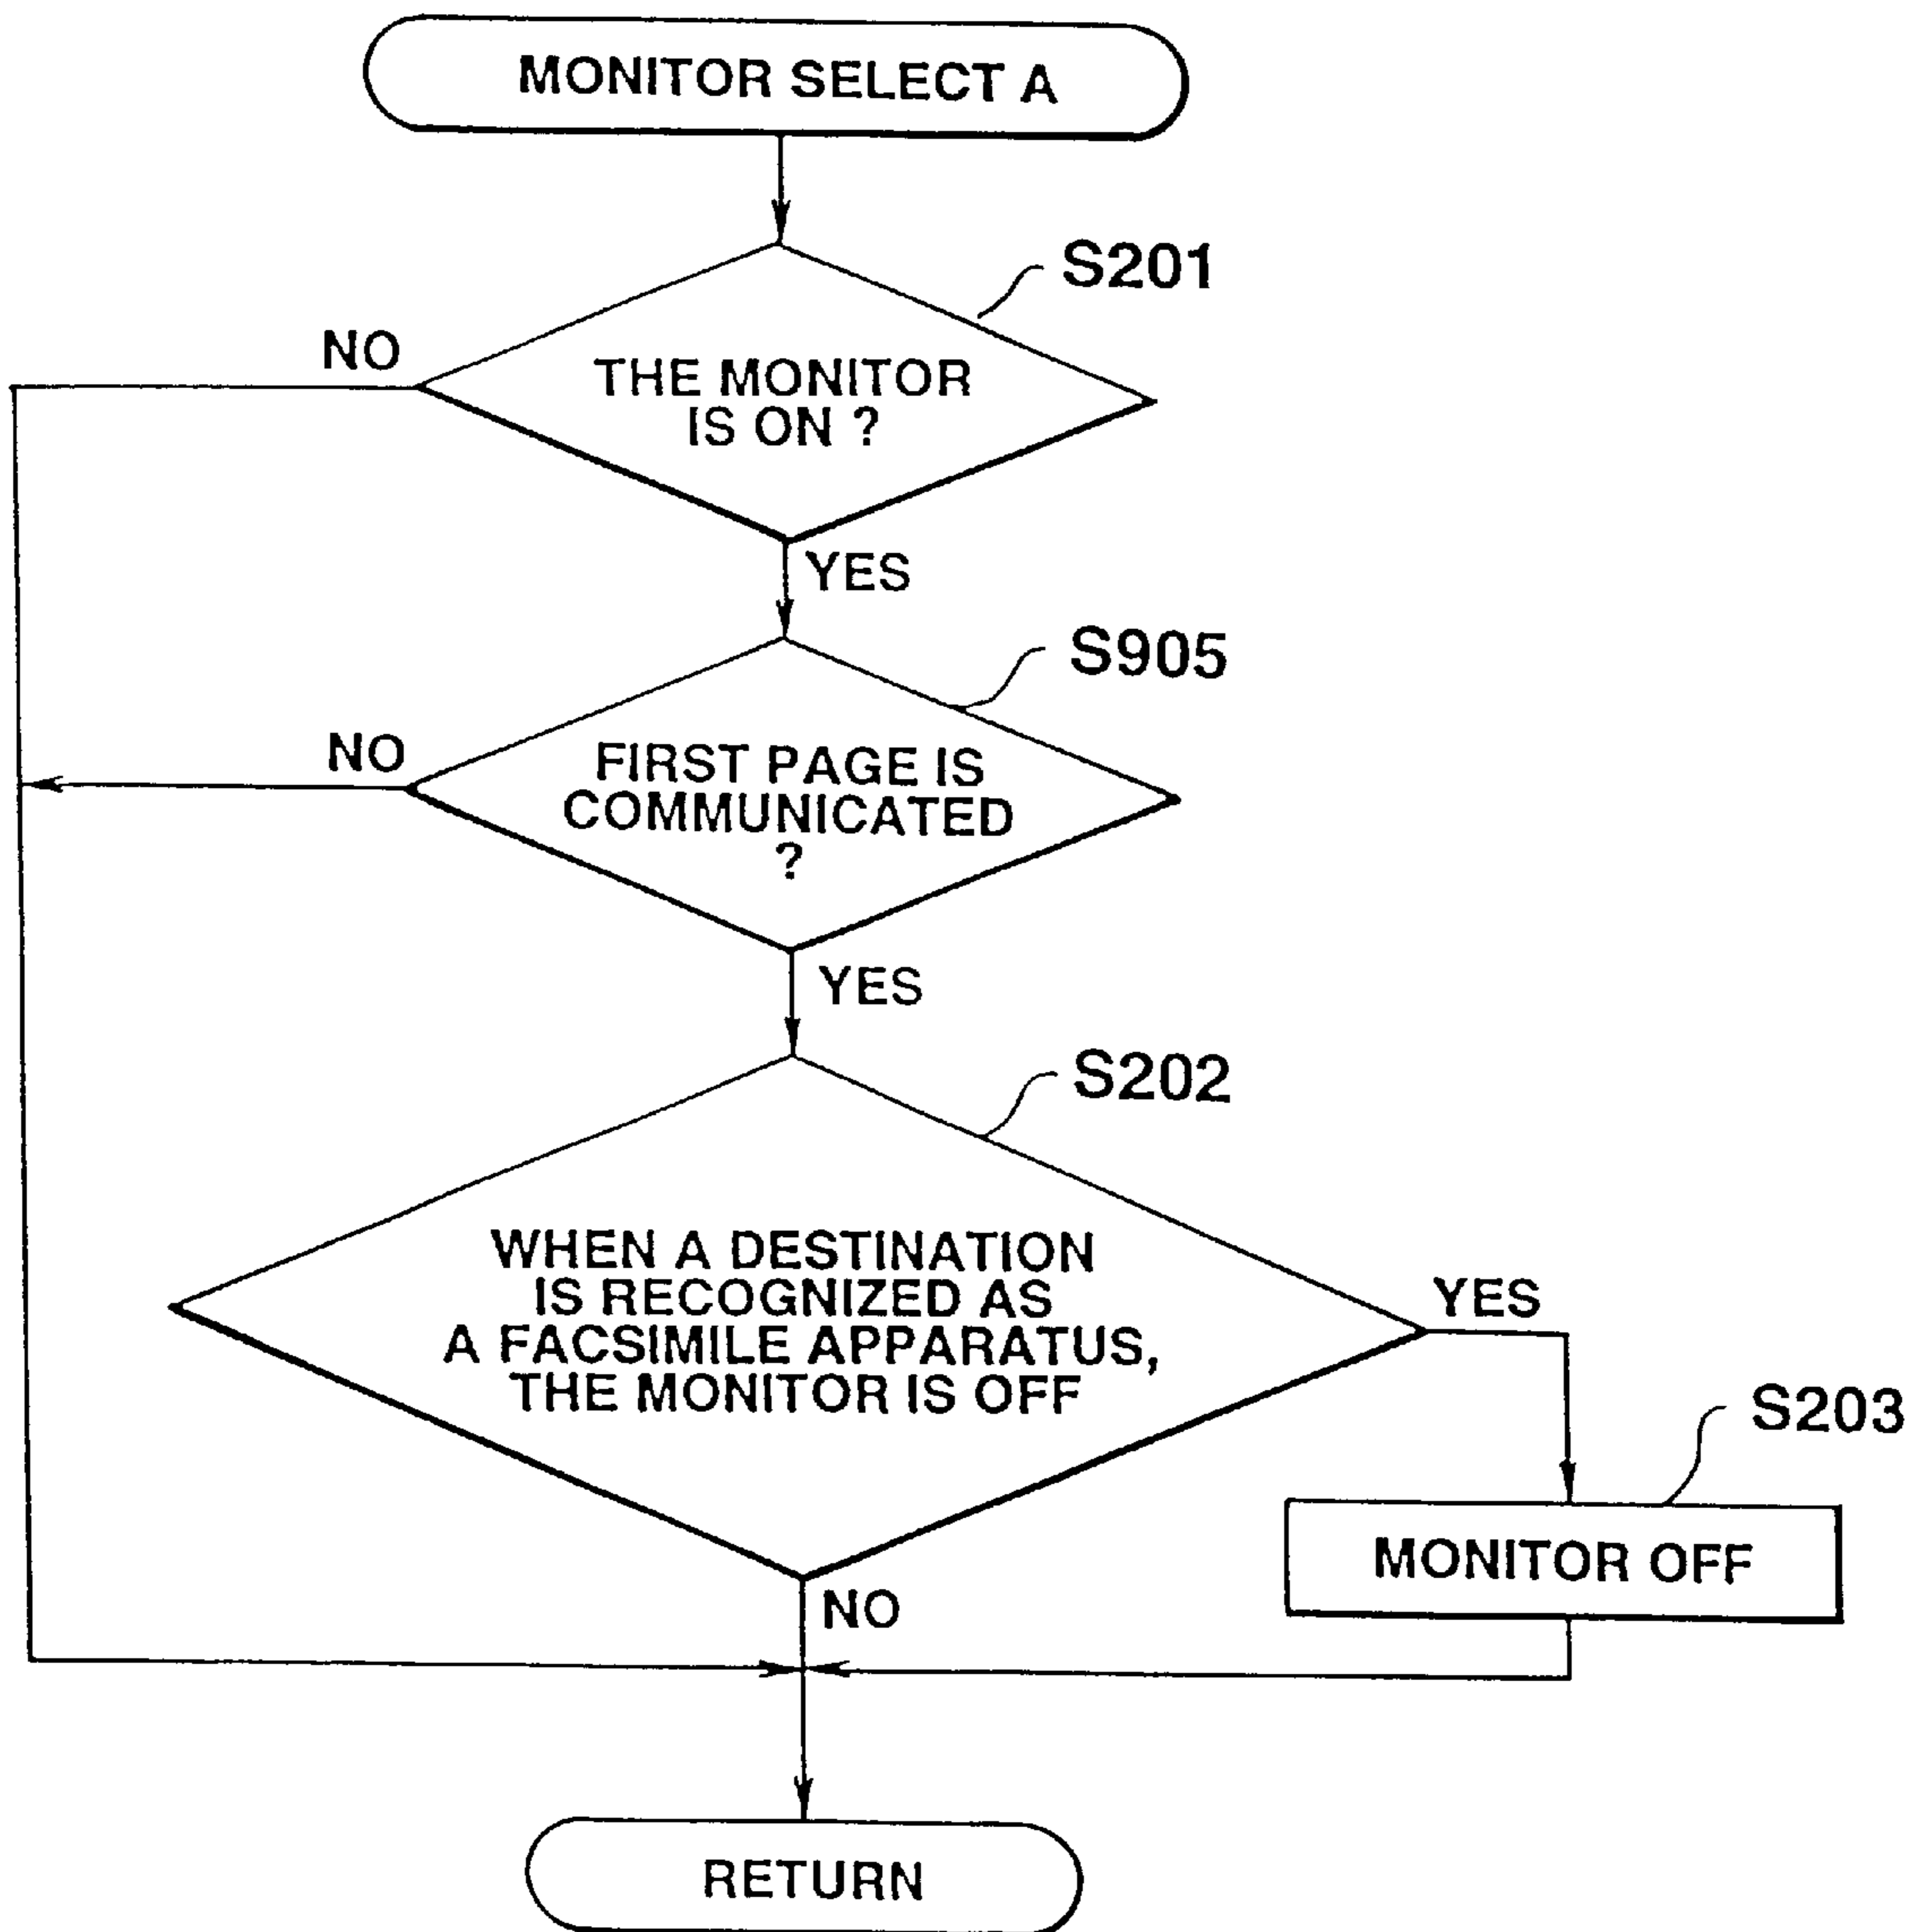 MONITOR SELECT A
S201
NO
THE MONITOR
IS ON ?
YES
S905
NO
FIRST PAGE IS
COMMUNICATED
?
YES
S202
WHEN A DESTINATION
IS RECOGNIZED AS
A FACSIMILE APPARATUS,
THE MONITOR IS OFF
YES
S203
MONITOR OFF
NO
RETURN